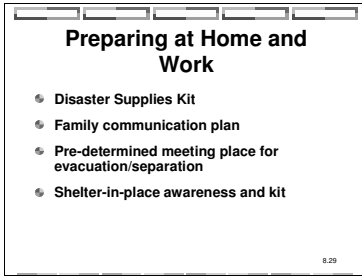 Preparing at Home and
Work
Disaster Supplies Kit
Family communication plan
Pre-determined meeting place for
evacuation/separation
Shelter-in-place awareness and kit
8.29